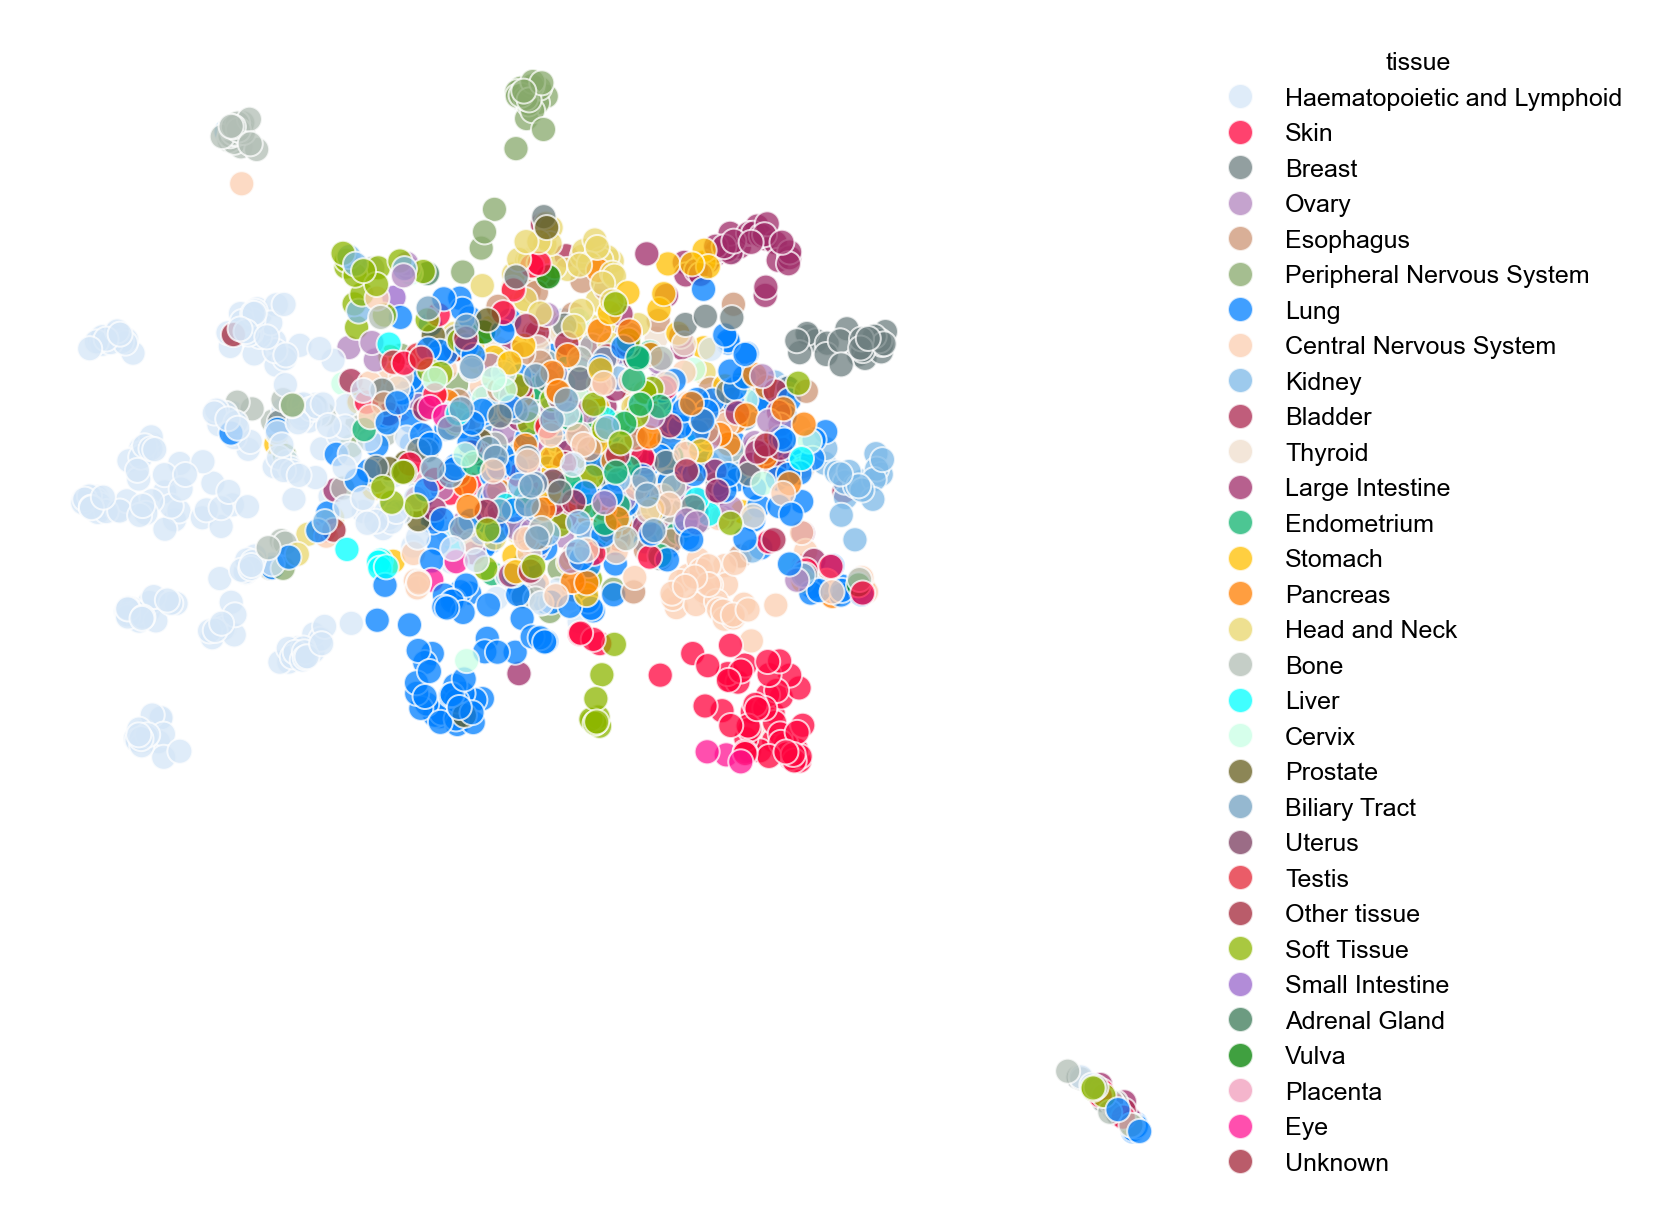 tissue
Haematopoietic and Lymphoid
Skin
Breast
Ovary
Esophagus
Peripheral Nervous System
Lung
Central Nervous System
Kidney
Bladder
Thyroid
Large Intestine
Endometrium
Stomach
Pancreas
Head and Neck
Bone
Liver
Cervix
Prostate
Biliary Tract
Uterus
Testis
Other tissue
Soft Tissue
Small Intestine
Adrenal Gland
Vulva
Placenta
Eye
Unknown